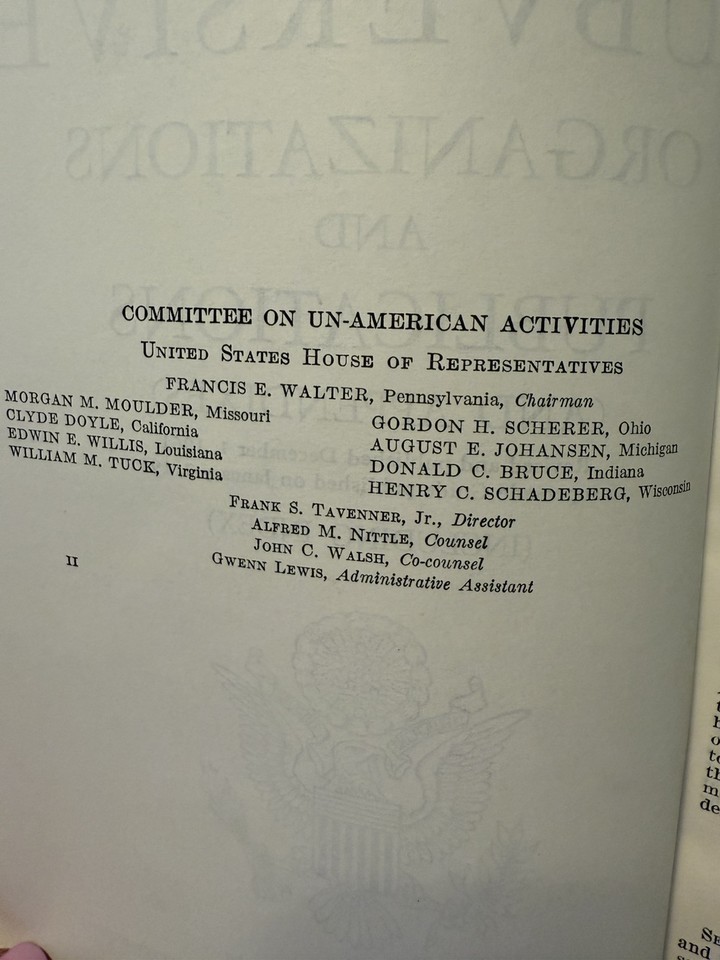 COMMITTEE ON UN-AMERICAN ACTIVITIES
UNITED STATES HOUSE OF REPRESENTATIVES
FRANCIS E. WALTER, Pennsylvania, Chairman
MORGAN M. MOULDER, Missouri
CLYDE DOYLE, California
EDWIN E. WILLIS, Louisiana
WILLIAM M. TUCK, Virginia
GORDON H. SCHERER, Ohio
AUGUST E. JOHANSEN, Michigan
DONALD C. BRUCE, Indiana
HENRY C. SCHADEBERG, Wisconsin
FRANK S. TAVENNER, Jr., Director
ALFRED M. NITTLE, Counsel
JOHN C. WALSH, Co-counsel
GWENN LEWIS, Administrative Assistant
II